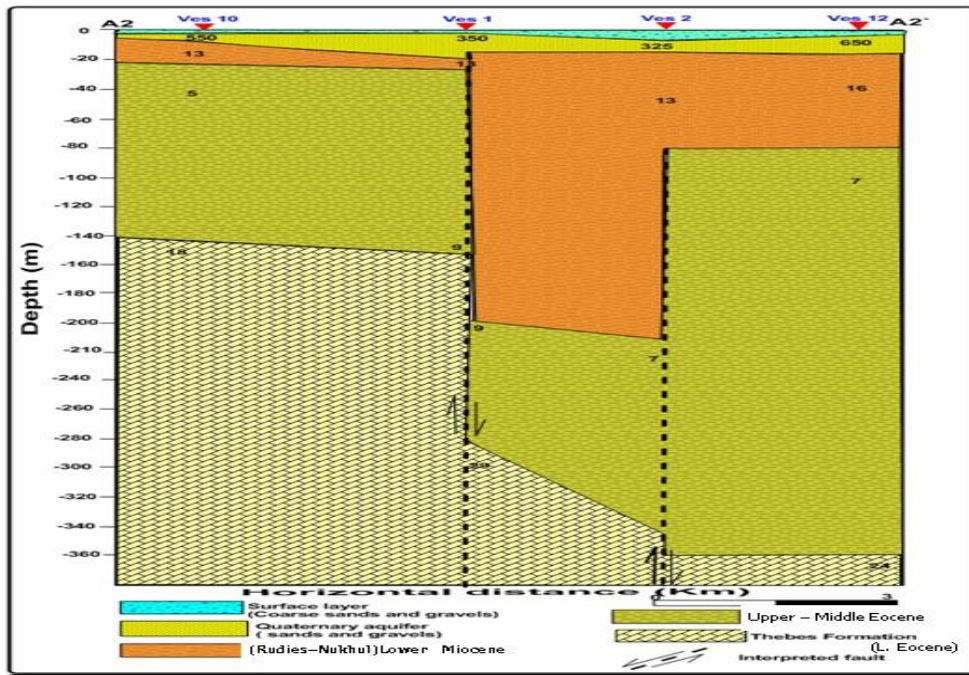 A2 Ves 10 Ves 1 Ves 2 Ves 12 A2-
0 550 350 325 650
13 13
-20
-40 5 13 16
-60
-80
-100 7
-120
-140
-160 18 9
-180
-200 9
-210 7
-240
-260
-280
-300 29
-320
-340
-360 24
Depth (m)
Horizontal distance (Km)
0 3
Surface layer
(Coarse sands and gravels)
Quaternary aquifer
( sands and gravels)
(Rudies-Nukhul)Lower Miocene
Upper – Middle Eocene
Thebes Formation
(L. Eocene)
Interpreted fault